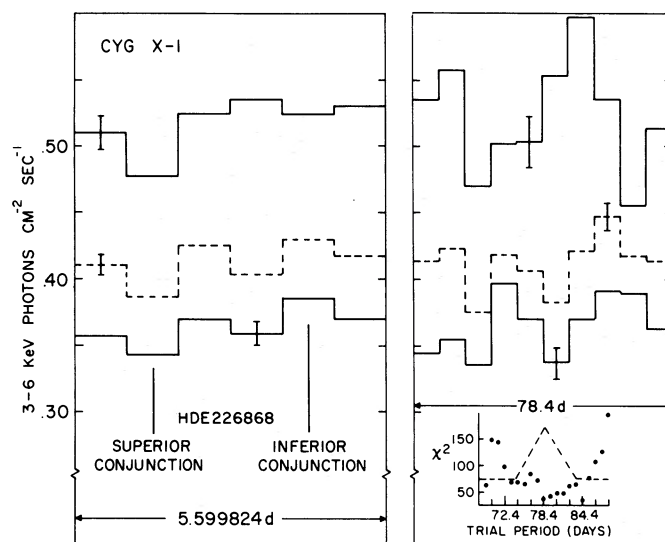 CYG X-1
3-6 KeV PHOTONS CM⁻² SEC⁻¹
.50
.40
.30
HDE226868
SUPERIOR CONJUNCTION
INFERIOR CONJUNCTION
5.599824d
78.4d
χ²
150
100
50
72.4 78.4 84.4
TRIAL PERIOD (DAYS)